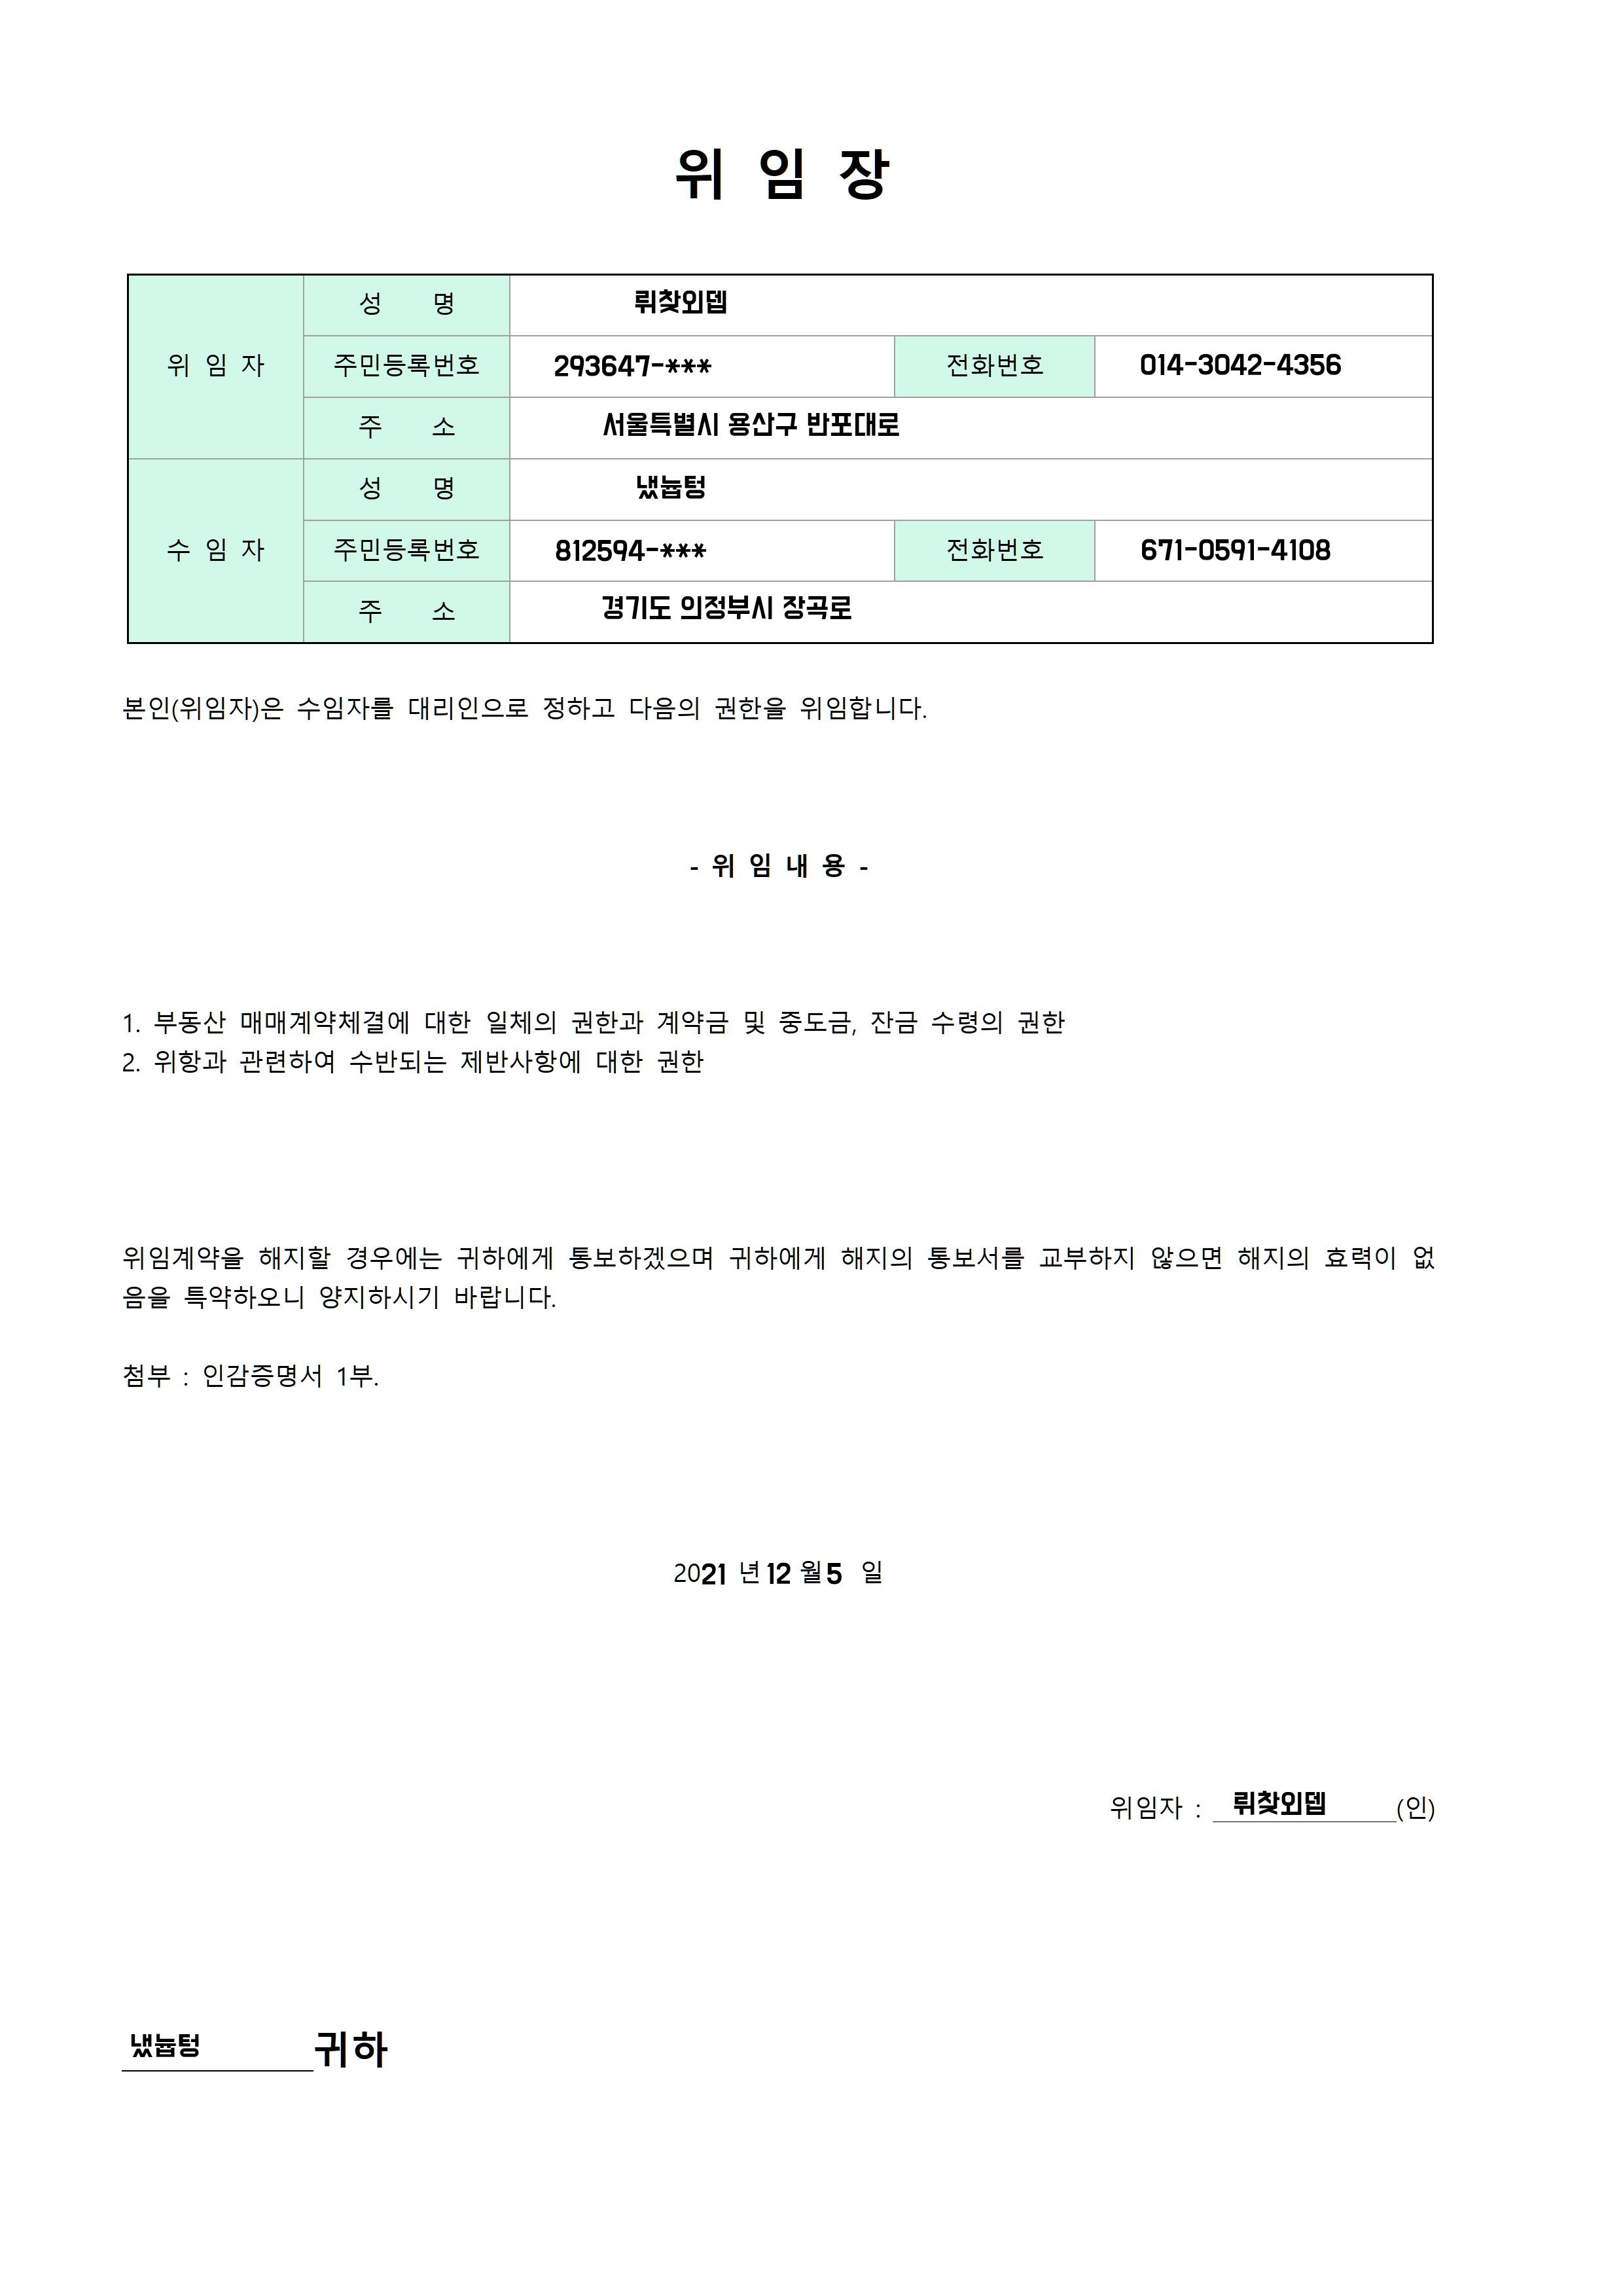 위 임 장
위 임 자
성 명 뤼찾외뎁
주민등록번호 293647-*** 전화번호 014-3042-4356
주 소 서울특별시 용산구 반포대로
수 임 자
성 명 냈늅텅
주민등록번호 812594-*** 전화번호 671-0591-4108
주 소 경기도 의정부시 장곡로
본인(위임자)은 수임자를 대리인으로 정하고 다음의 권한을 위임합니다.
- 위 임 내 용 -
1. 부동산 매매계약체결에 대한 일체의 권한과 계약금 및 중도금, 잔금 수령의 권한
2. 위항과 관련하여 수반되는 제반사항에 대한 권한
위임계약을 해지할 경우에는 귀하에게 통보하겠으며 귀하에게 해지의 통보서를 교부하지 않으면 해지의 효력이 없
음을 특약하오니 양지하시기 바랍니다.
첨부 : 인감증명서 1부.
2021 년 12 월 5 일
위임자 : 뤼찾외뎁 (인)
냈늅텅 귀하